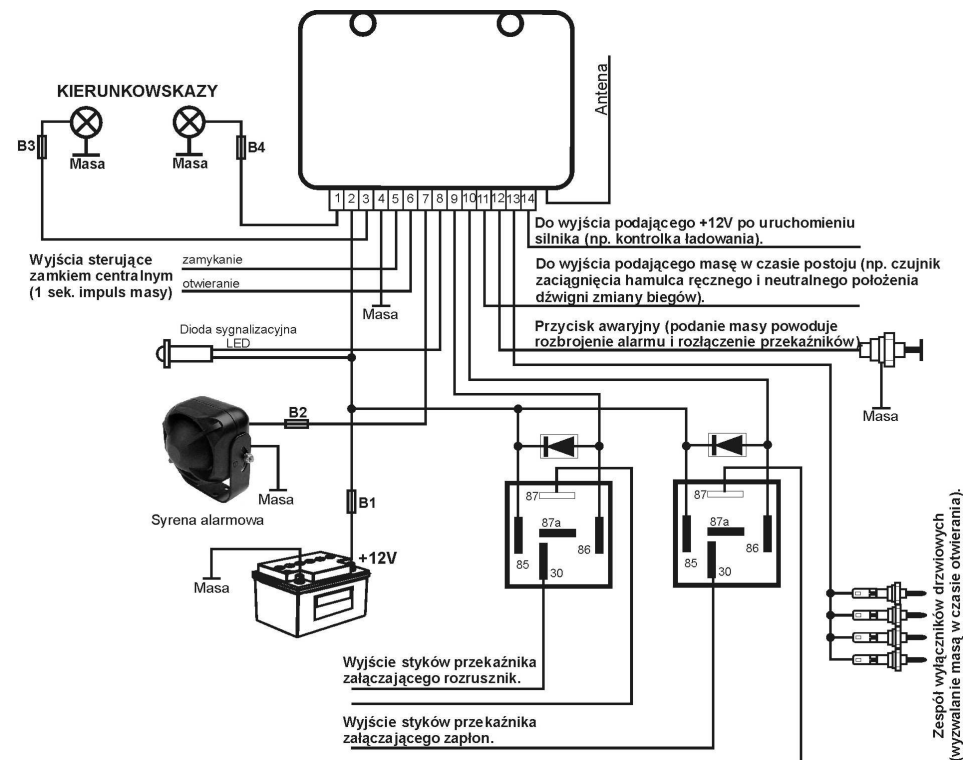 Antena
KIERUNKOWSKAZY
B3
B4
Masa
Masa
1 2 3 4 5 6 7 8 9 10 11 12 13 14
Do wyjścia podającego +12V po uruchomieniu
silnika (np. kontrolka ładowania).
Wyjścia sterujące
zamkiem centralnym
(1 sek. impuls masy)
zamykanie
otwieranie
Do wyjścia podającego masę w czasie postoju (np. czujnik
zaciągnięcia hamulca ręcznego i neutralnego położenia
dźwigni zmiany biegów).
Masa
Dioda sygnalizacyjna
LED
Przycisk awaryjny (podanie masy powoduje
rozbrojenie alarmu i rozłączenie przekaźników).
Masa
B2
Masa
Syrena alarmowa
B1
+12V
Masa
87
87a
85
86
30
87
87a
85
86
30
Wyjście styków przekaźnika
załączającego rozrusznik.
Wyjście styków przekaźnika
załączającego zapłon.
Zespół wyłączników drzwiowych
(wyzwalanie masą w czasie otwierania).